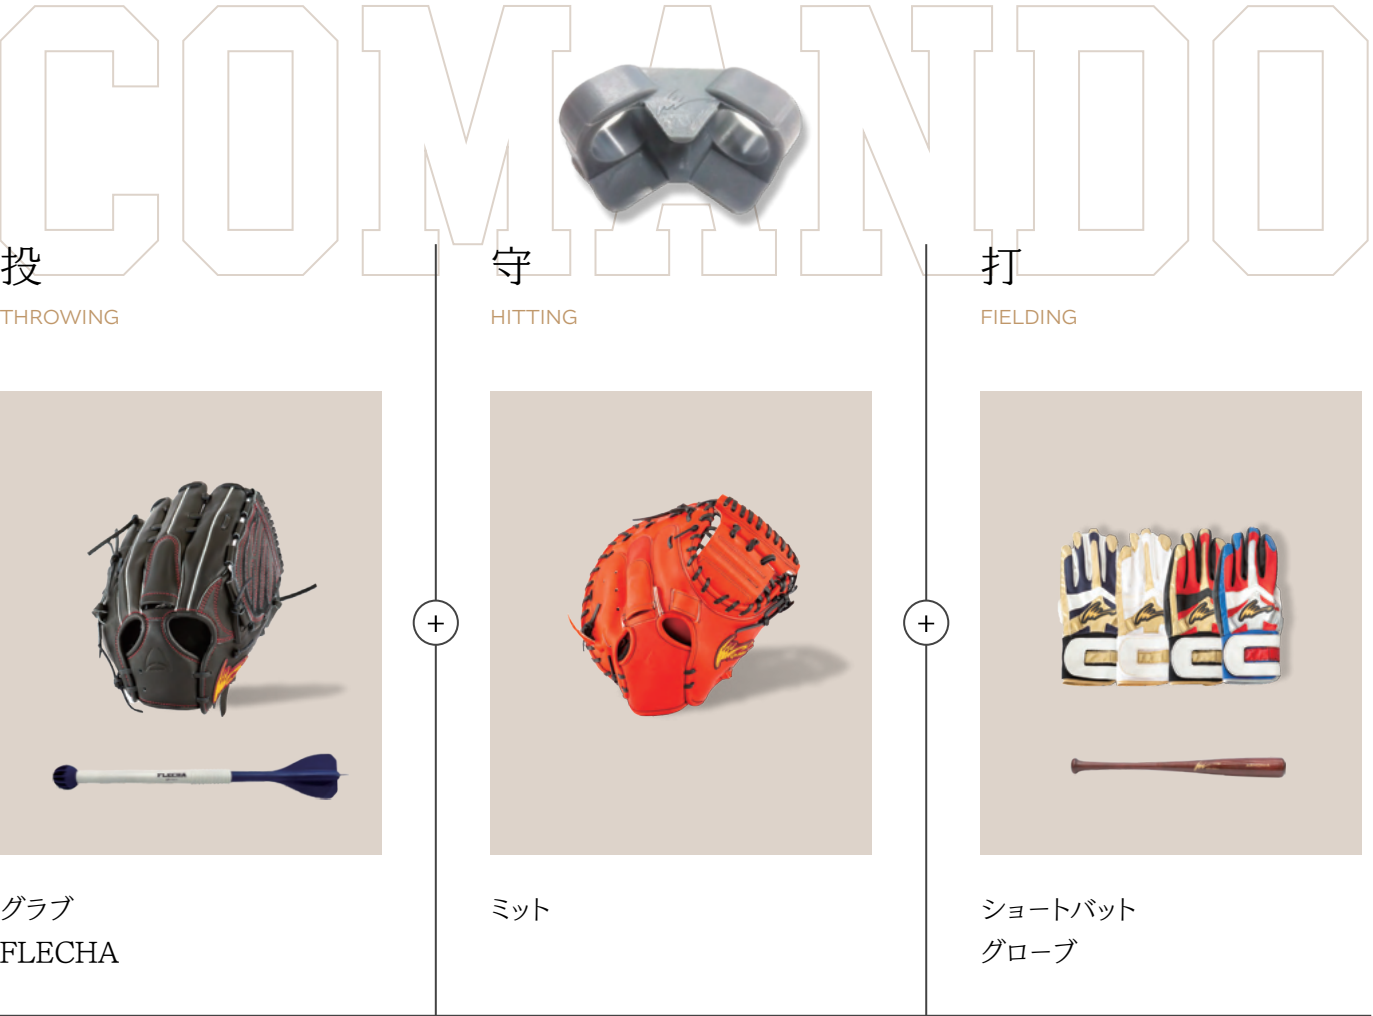 COMANDO
投
THROWING
守
HITTING
打
FIELDING
FLECHA
+
+
グラブ
FLECHA
ミット
ショートバット
グローブ